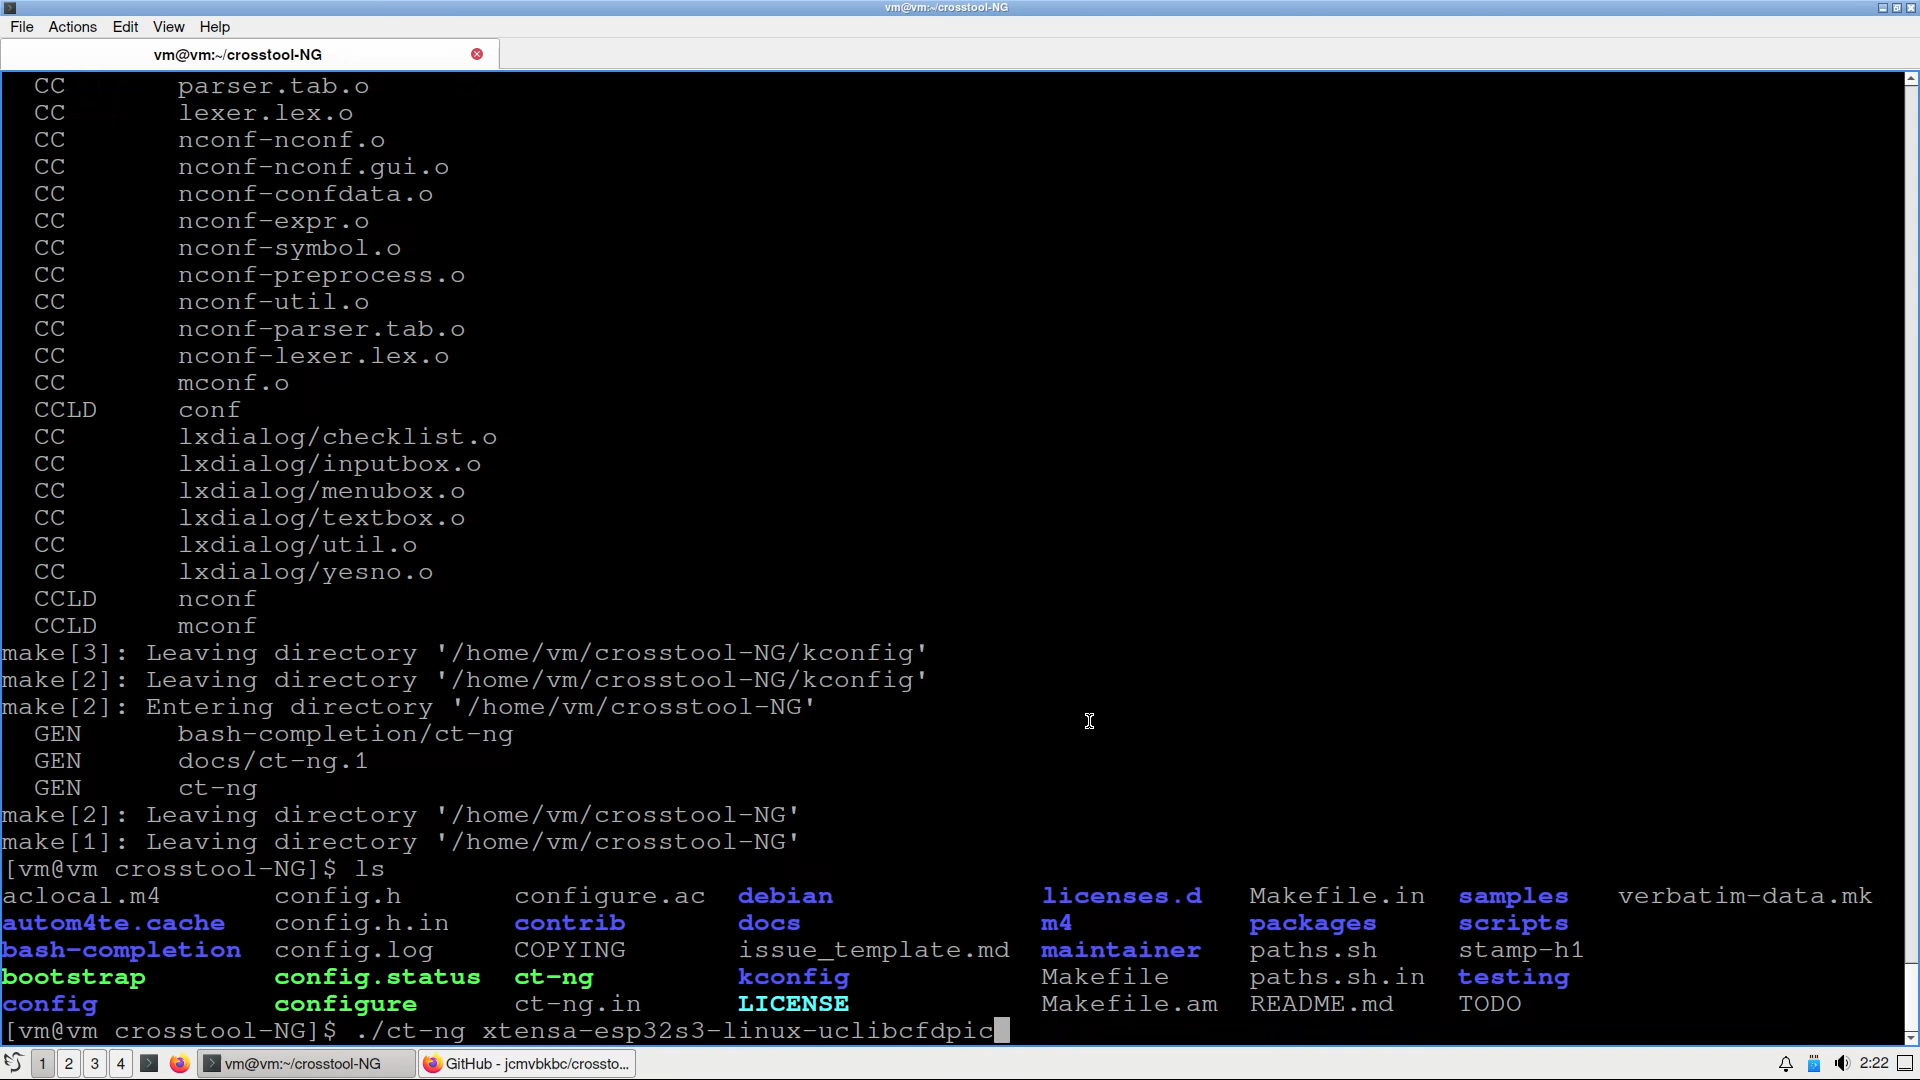 vm@vm:~/crosstool-NG
File Actions Edit View Help
vm@vm:~/crosstool-NG
CC parser.tab.o
CC lexer.lex.o
CC nconf-nconf.o
CC nconf-nconf.gui.o
CC nconf-confdata.o
CC nconf-expr.o
CC nconf-symbol.o
CC nconf-preprocess.o
CC nconf-util.o
CC nconf-parser.tab.o
CC nconf-lexer.lex.o
CC mconf.o
CCLD conf
CC lxdialog/checklist.o
CC lxdialog/inputbox.o
CC lxdialog/menubox.o
CC lxdialog/textbox.o
CC lxdialog/util.o
CC lxdialog/yesno.o
CCLD nconf
CCLD mconf
make[3]: Leaving directory '/home/vm/crosstool-NG/kconfig'
make[2]: Leaving directory '/home/vm/crosstool-NG/kconfig'
make[2]: Entering directory '/home/vm/crosstool-NG'
GEN bash-completion/ct-ng
GEN docs/ct-ng.1
GEN ct-ng
make[2]: Leaving directory '/home/vm/crosstool-NG'
make[1]: Leaving directory '/home/vm/crosstool-NG'
[vm@vm crosstool-NG]$ ls
aclocal.m4 config.h configure.ac debian licenses.d Makefile.in samples verbatim-data.mk
autom4te.cache config.h.in contrib docs m4 packages scripts
bash-completion config.log COPYING issue_template.md maintainer paths.sh stamp-h1
bootstrap config.status ct-ng kconfig Makefile paths.sh.in testing
config configure ct-ng.in LICENSE Makefile.am README.md TODO
[vm@vm crosstool-NG]$ ./ct-ng xtensa-esp32s3-linux-uclibcfdpic
1 2 3 4 vm@vm:~/crosstool-NG GitHub - jcmvbkbc/crossto... 2:22